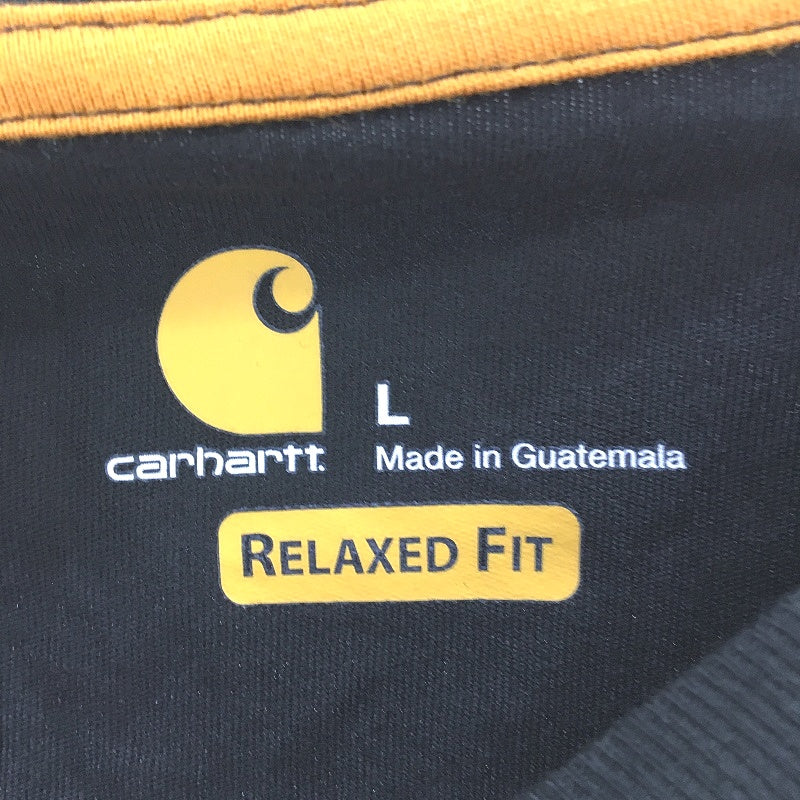 L
carhartt.
Made in Guatemala
RELAXED FIT